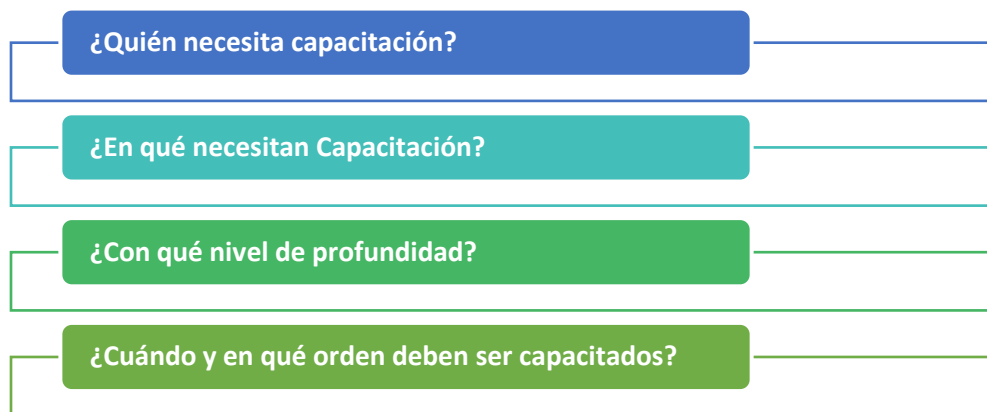 ¿Quién necesita capacitación?
¿En qué necesitan Capacitación?
¿Con qué nivel de profundidad?
¿Cuándo y en qué orden deben ser capacitados?